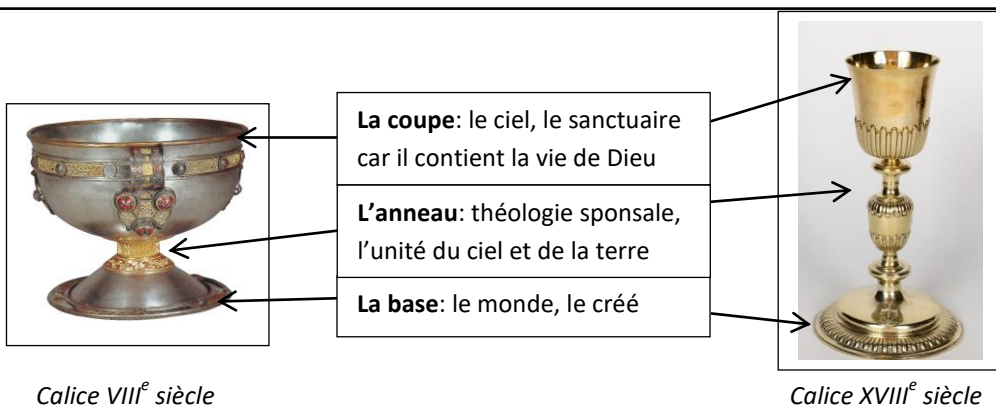 La coupe: le ciel, le sanctuaire
car il contient la vie de Dieu
L’anneau: théologie sponsale,
l’unité du ciel et de la terre
La base: le monde, le créé
Calice VIIIe siècle
Calice XVIIIe siècle